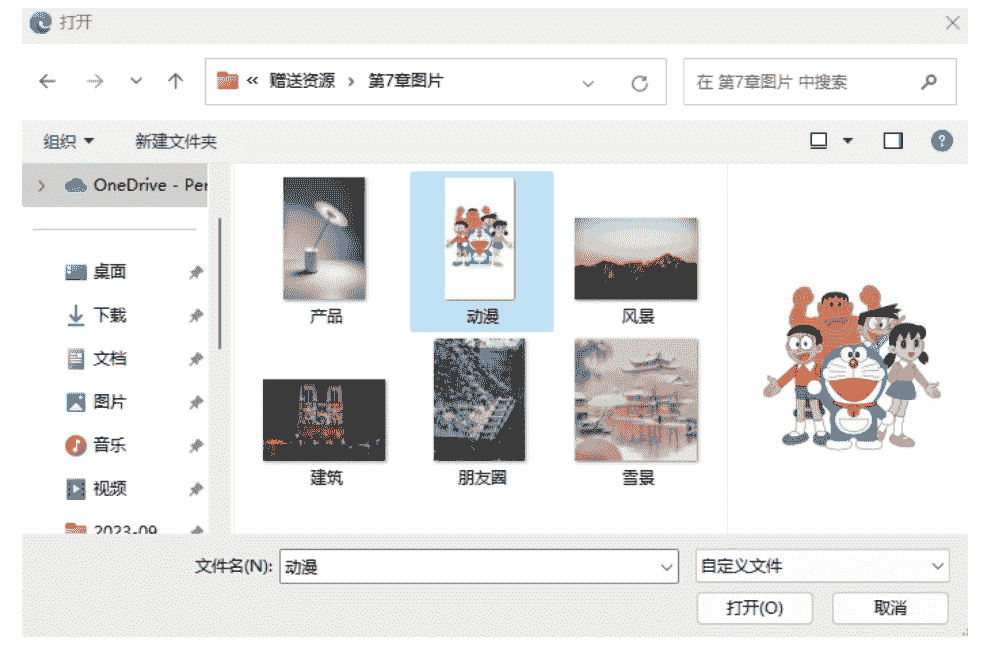 打开
« 赠送资源 › 第7章图片
在 第7章图片 中搜索
组织
新建文件夹
OneDrive - Per
桌面
下载
文档
图片
音乐
视频
2023-09
产品
动漫
风景
建筑
朋友圈
雪景
文件名(N):
动漫
自定义文件
打开(O)
取消